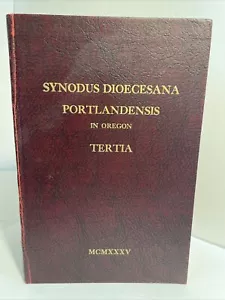 SYNODUS DIOECESANA
PORTLANDENSIS
IN OREGON
TERTIA
MCMXXXV